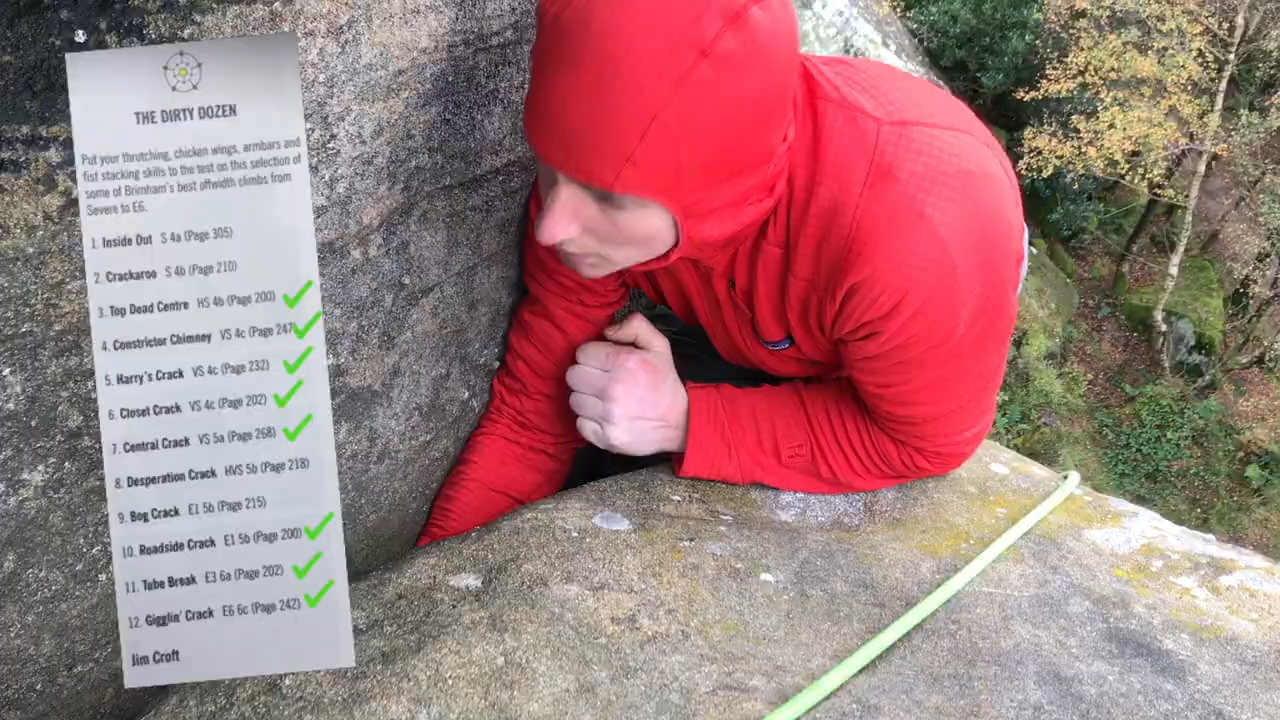 THE DIRTY DOZEN
Put your thrutching, chicken wings, armbars and
fist stacking skills to the test on this selection of
some of Brimham's best offwidth climbs from
Severe to E6.
1. Inside Out S 4a (Page 305)
2. Crackaroo S 4b (Page 210)
3. Top Dead Centre HS 4b (Page 200)
4. Constrictor Chimney VS 4c (Page 247
5. Harry's Crack VS 4c (Page 232)
6. Closet Crack VS 4c (Page 202)
7. Central Crack VS 5a (Page 268)
8. Desperation Crack HVS 5b (Page 218)
9. Bog Crack E1 5b (Page 215)
10. Roadside Crack E1 5b (Page 200)
11. Tube Break E3 6a (Page 202)
12. Gigglin' Crack E6 6c (Page 242)
Jim Croft